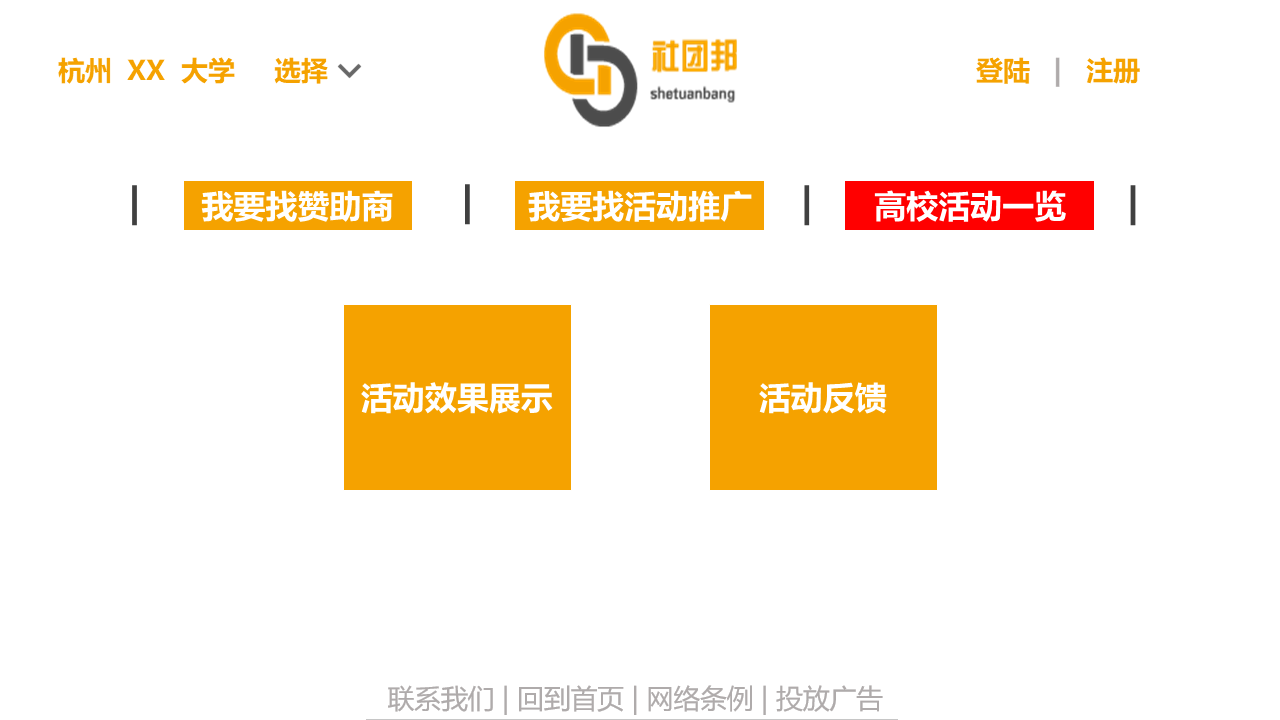 杭州 XX 大学 选择
社团邦
shetuanbang
登陆 | 注册
我要找赞助商 | 我要找活动推广 | 高校活动一览
活动效果展示 活动反馈
联系我们 | 回到首页 | 网络条例 | 投放广告